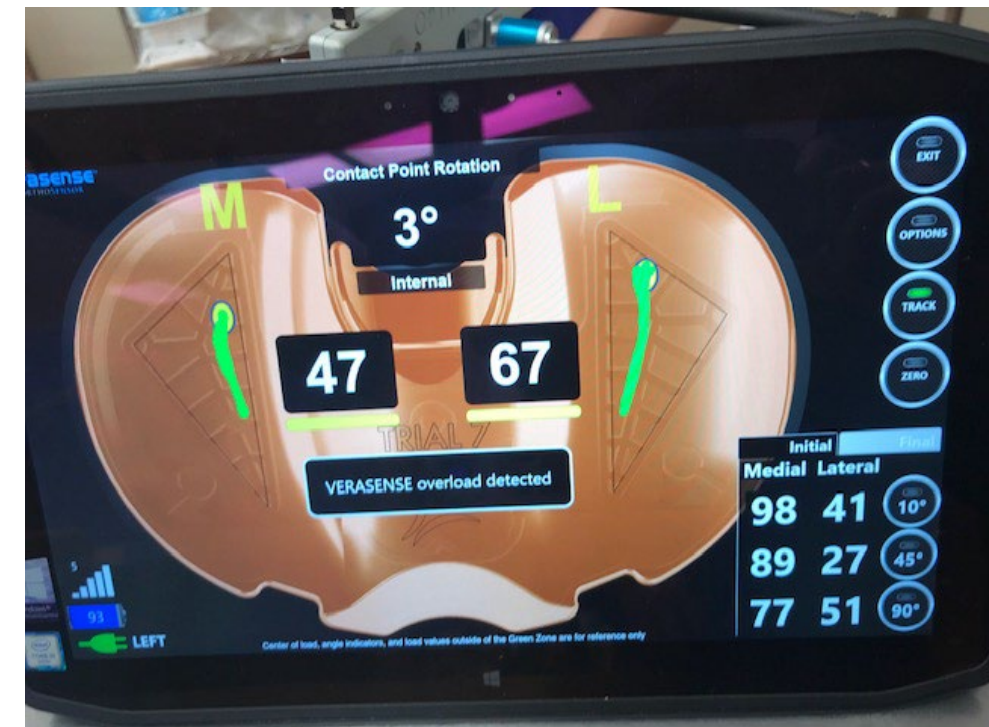 asense
M
Contact Point Rotation
L
3°
Internal
47
67
TRIAL 7
VERASENSE overload detected
EXIT
OPTIONS
TRACK
ZERO
Initial Final
Medial Lateral
98 41 10°
89 27 45°
77 51 90°
5
93
LEFT
Center of load, angle indicators, and load values outside of the Green Zone are for reference only